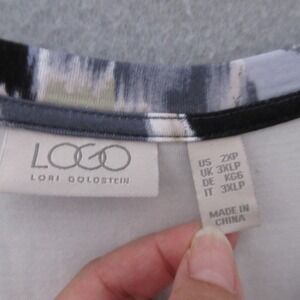 LOGO
LORI GOLDSTEIN
US 2XP
UK 3XLP
DE KG6
IT 3XLP
MADE IN
CHINA